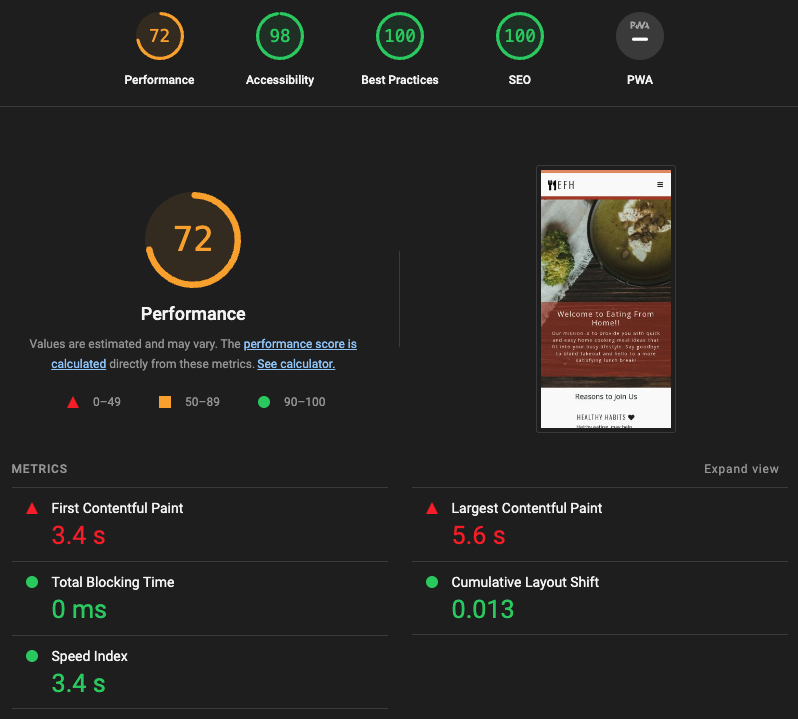 72
98
100
100
PWA
Performance
Accessibility
Best Practices
SEO
PWA
72
Performance
Values are estimated and may vary. The performance score is
calculated directly from these metrics. See calculator.
0–49
50–89
90–100
EFH
Welcome to Eating From
Home!!
Our mission is to provide you with quick
and easy home cooking meal ideas that
fit into your busy lifestyle. Say goodbye
to bland takeout and hello to a more
satisfying lunch break!
Reasons to Join Us
HEALTHY HABITS
Healthy eating may help
METRICS
Expand view
First Contentful Paint
3.4 s
Largest Contentful Paint
5.6 s
Total Blocking Time
0 ms
Cumulative Layout Shift
0.013
Speed Index
3.4 s